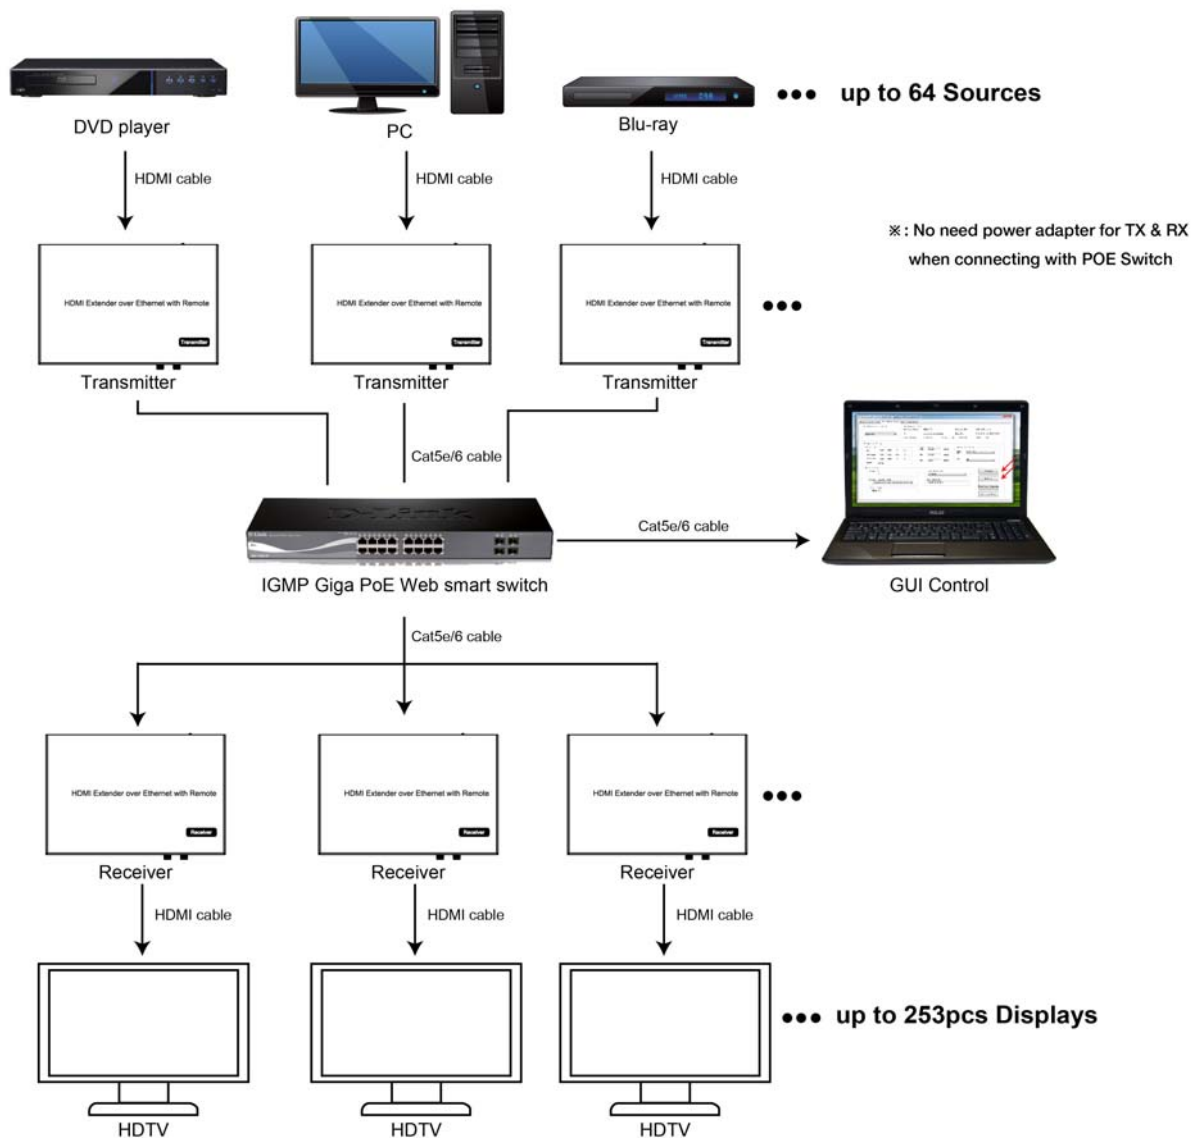 up to 64 Sources
DVD player
PC
Blu-ray
HDMI cable
HDMI cable
HDMI cable
※ : No need power adapter for TX & RX
when connecting with POE Switch
HDMI Extender over Ethernet with Remote
HDMI Extender over Ethernet with Remote
HDMI Extender over Ethernet with Remote
Transmitter
Transmitter
Transmitter
Transmitter
Transmitter
Transmitter
Cat5e/6 cable
D-Link
D-Link
Cat5e/6 cable
IGMP Giga PoE Web smart switch
GUI Control
Cat5e/6 cable
HDMI Extender over Ethernet with Remote
HDMI Extender over Ethernet with Remote
HDMI Extender over Ethernet with Remote
Receiver
Receiver
Receiver
Receiver
Receiver
Receiver
HDMI cable
HDMI cable
HDMI cable
up to 253pcs Displays
HDTV
HDTV
HDTV